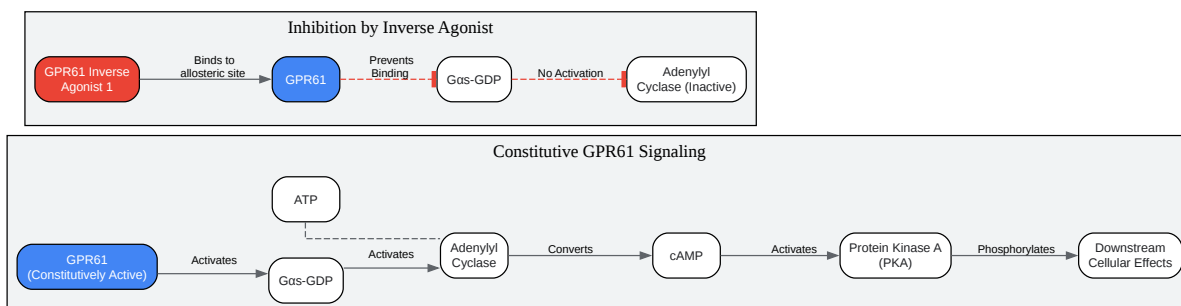 Inhibition by Inverse Agonist
GPR61 Inverse
Agonist 1
Binds to
allosteric site
GPR61
Prevents
Binding
Gαs-GDP
No Activation
Adenylyl
Cyclase (Inactive)
Constitutive GPR61 Signaling
ATP
GPR61
(Constitutively Active)
Activates
Gαs-GDP
Activates
Adenylyl
Cyclase
Converts
cAMP
Activates
Protein Kinase A
(PKA)
Phosphorylates
Downstream
Cellular Effects